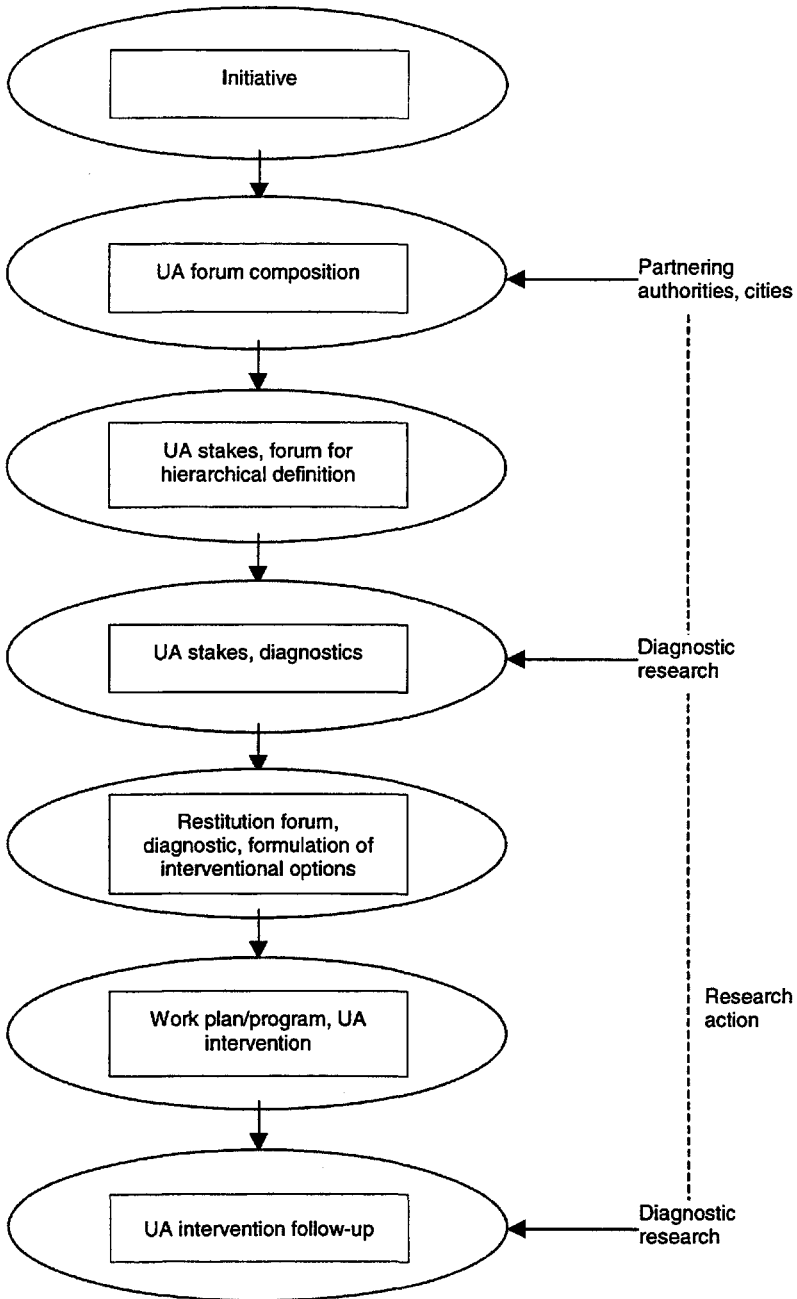 Initiative
UA forum composition
Partnering
authorities, cities
UA stakes, forum for
hierarchical definition
UA stakes, diagnostics
Diagnostic
research
Restitution forum,
diagnostic, formulation of
interventional options
Work plan/program, UA
intervention
Research
action
UA intervention follow-up
Diagnostic
research